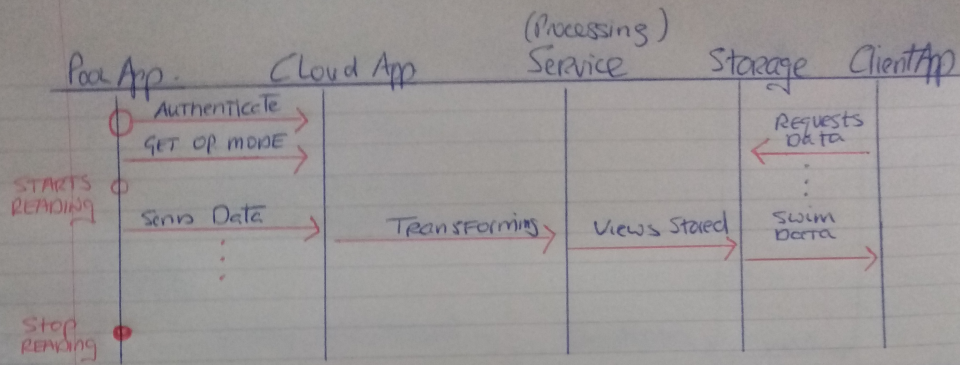 (Processing)
Pool App. Cloud App Service Storage ClientApp
AUTHENTICATE
REQUESTS
DATA
GET OP MODE
STARTS
READING
Send Data
Transforming
Views Stored
Swim
Data
Stop
READING